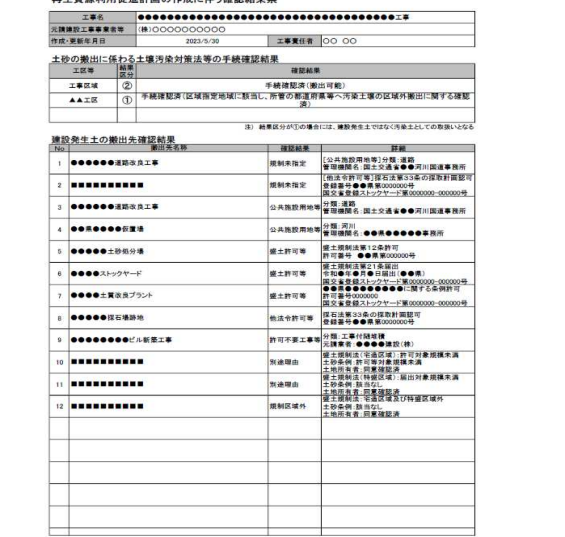 再生資源利用促進計画の作成に伴う確認結果票
工事名 ●●●●●●●●●●●●●●●●●●●●●●●●●●●●●●●●工事
元請建設工事事業者等 (株)〇〇〇〇〇〇〇〇〇〇
作成・更新年月日 2023/5/30 工事責任者 〇〇 〇〇
土砂の搬出に係わる土壌汚染対策法等の手続確認結果
工区等 結果区分 確認結果
工事区域 ② 手続確認済(搬出可能)
▲▲工区 ① 手続確認済(区域指定地域に該当し、所管の都道府県等へ汚染土壌の区域外搬出に関する確認
済)
注) 結果区分が①の場合には、建設発生土ではなく汚染土としての取扱いとなる
建設発生土の搬出先確認結果
No 搬出先名称 確認結果 詳細
1 ●●●●●●道路改良工事 規制未指定 [公共施設用地等]分類:道路
管理機関名:国土交通省●●河川国道事務所
2 ■■■■■■■■■■ 規制未指定 [他法令許可等]採石法第33条の採取計画認可
登録番号●●県第0000000号
国交省登録ストックヤード第0000000-000000号
3 ●●●●●●道路改良工事 公共施設用地等 分類:道路
管理機関名:国土交通省●●河川国道事務所
4 ●●県●●●●仮置場 公共施設用地等 分類:河川
管理機関名:●●県●●●●●事務所
5 ●●●●●土砂処分場 盛土許可等 盛土規制法第12条許可
許可番号 ●●県第000000号
6 ●●●●ストックヤード 盛土許可等 盛土規制法第21条届出
令和●年●月●日届出(●●県)
国交省登録ストックヤード第0000000-000000号
7 ●●●●土質改良プラント 盛土許可等 ●●県●●●●●●●●に関する条例許可
許可番号0000000
国交省登録ストックヤード第0000000-000000号
8 ●●●●●採石場跡地 他法令許可等 採石法第33条の採取計画認可
登録番号●●県第000000号
9 ●●●●●●●●ビル新築工事 許可不要工事等 分類:工事付随堆積
元請業者:●●●●建設(株)
10 ■■■■■■■■■■ 別途理由 盛土規制法(宅造区域):許可対象規模未満
土砂条例:許可等対象規模未満
土地所有者:同意確認済
11 ■■■■■■■■■■ 別途理由 盛土規制法(特盛区域):届出対象規模未満
土砂条例:該当なし
土地所有者:同意確認済
12 ■■■■■■■■■■ 規制区域外 盛土規制法:宅造区域及び特盛区域外
土砂条例:該当なし
土地所有者:同意確認済